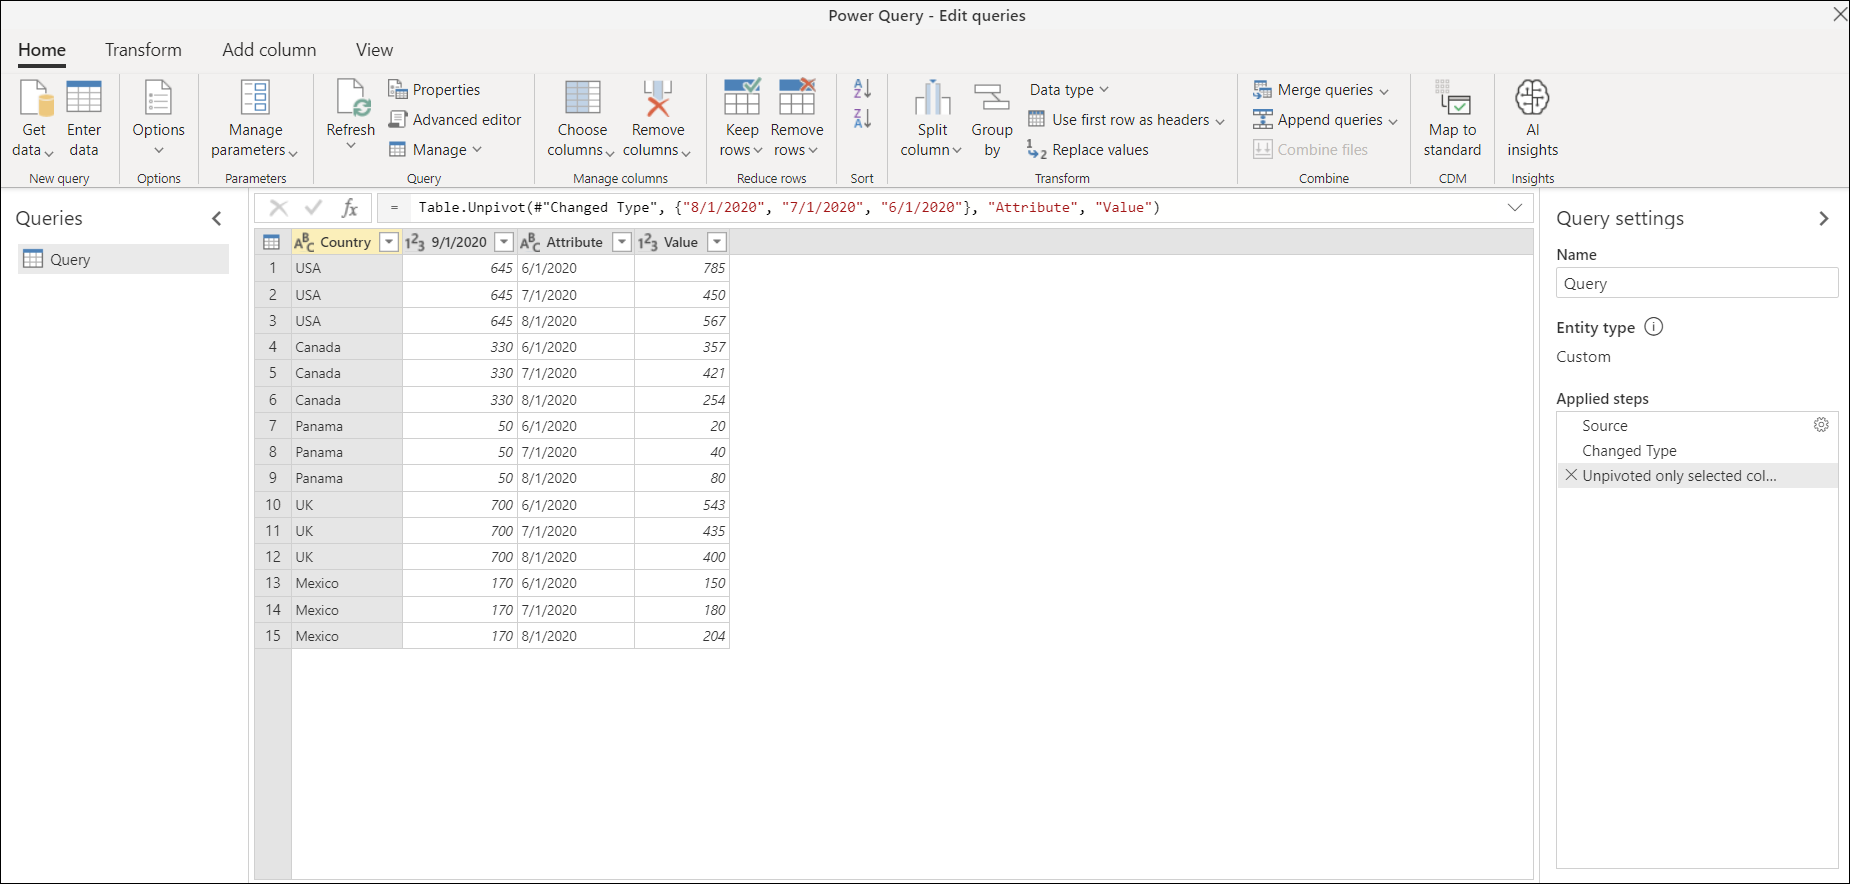 Power Query - Edit queries
Home Transform Add column View
Get data
Enter data
New query
Options
Options
Manage parameters
Parameters
Refresh
Properties
Advanced editor
Manage
Query
Choose columns
Remove columns
Manage columns
Keep rows
Remove rows
Reduce rows
Sort
Split column
Group by
Data type
Use first row as headers
Replace values
Transform
Merge queries
Append queries
Combine files
Combine
Map to standard
CDM
AI insights
Insights
Queries
Query
fx = Table.Unpivot(#"Changed Type", {"8/1/2020", "7/1/2020", "6/1/2020"}, "Attribute", "Value")
ABC Country 123 9/1/2020 ABC Attribute 123 Value
1 USA 645 6/1/2020 785
2 USA 645 7/1/2020 450
3 USA 645 8/1/2020 567
4 Canada 330 6/1/2020 357
5 Canada 330 7/1/2020 421
6 Canada 330 8/1/2020 254
7 Panama 50 6/1/2020 20
8 Panama 50 7/1/2020 40
9 Panama 50 8/1/2020 80
10 UK 700 6/1/2020 543
11 UK 700 7/1/2020 435
12 UK 700 8/1/2020 400
13 Mexico 170 6/1/2020 150
14 Mexico 170 7/1/2020 180
15 Mexico 170 8/1/2020 204
Query settings
Name
Query
Entity type
Custom
Applied steps
Source
Changed Type
Unpivoted only selected col...